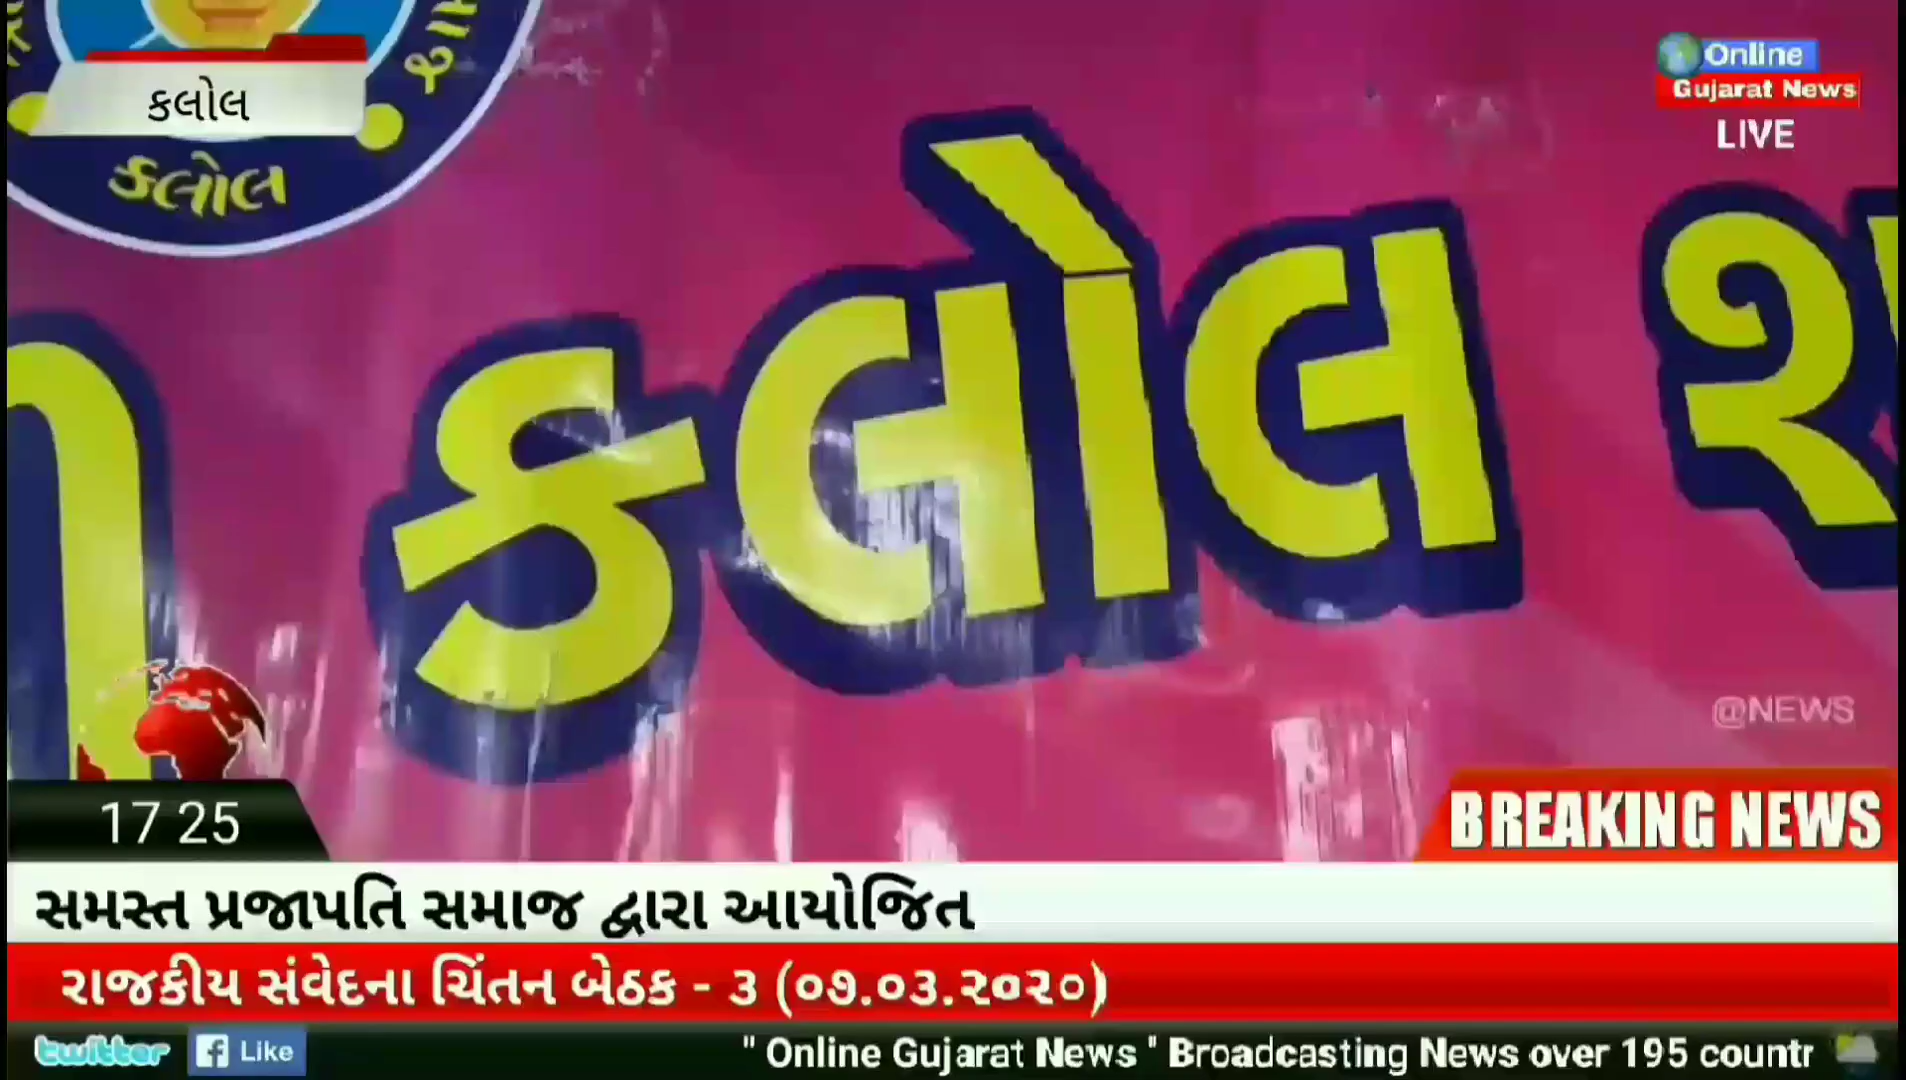 કલોલ
Online
Gujarat News
LIVE
કલોલ
કલોલ
@NEWS
17 25
BREAKING NEWS
સમસ્ત પ્રજાપતિ સમાજ દ્વારા આયોજિત
રાજકીય સંવેદના ચિંતન બેઠક - ૩ (૦૭.૦૩.૨૦૨૦)
twitter
f Like
" Online Gujarat News " Broadcasting News over 195 countr